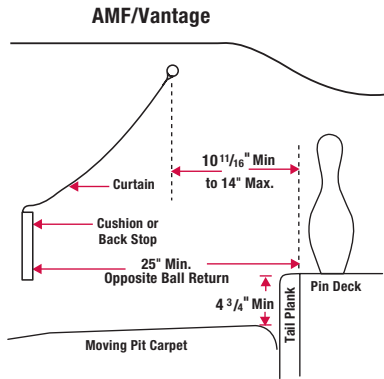 AMF/Vantage
10 11/16" Min
to 14" Max.
Curtain
Cushion or
Back Stop
25" Min.
Opposite Ball Return
Pin Deck
4 3/4" Min
Tail Plank
Moving Pit Carpet